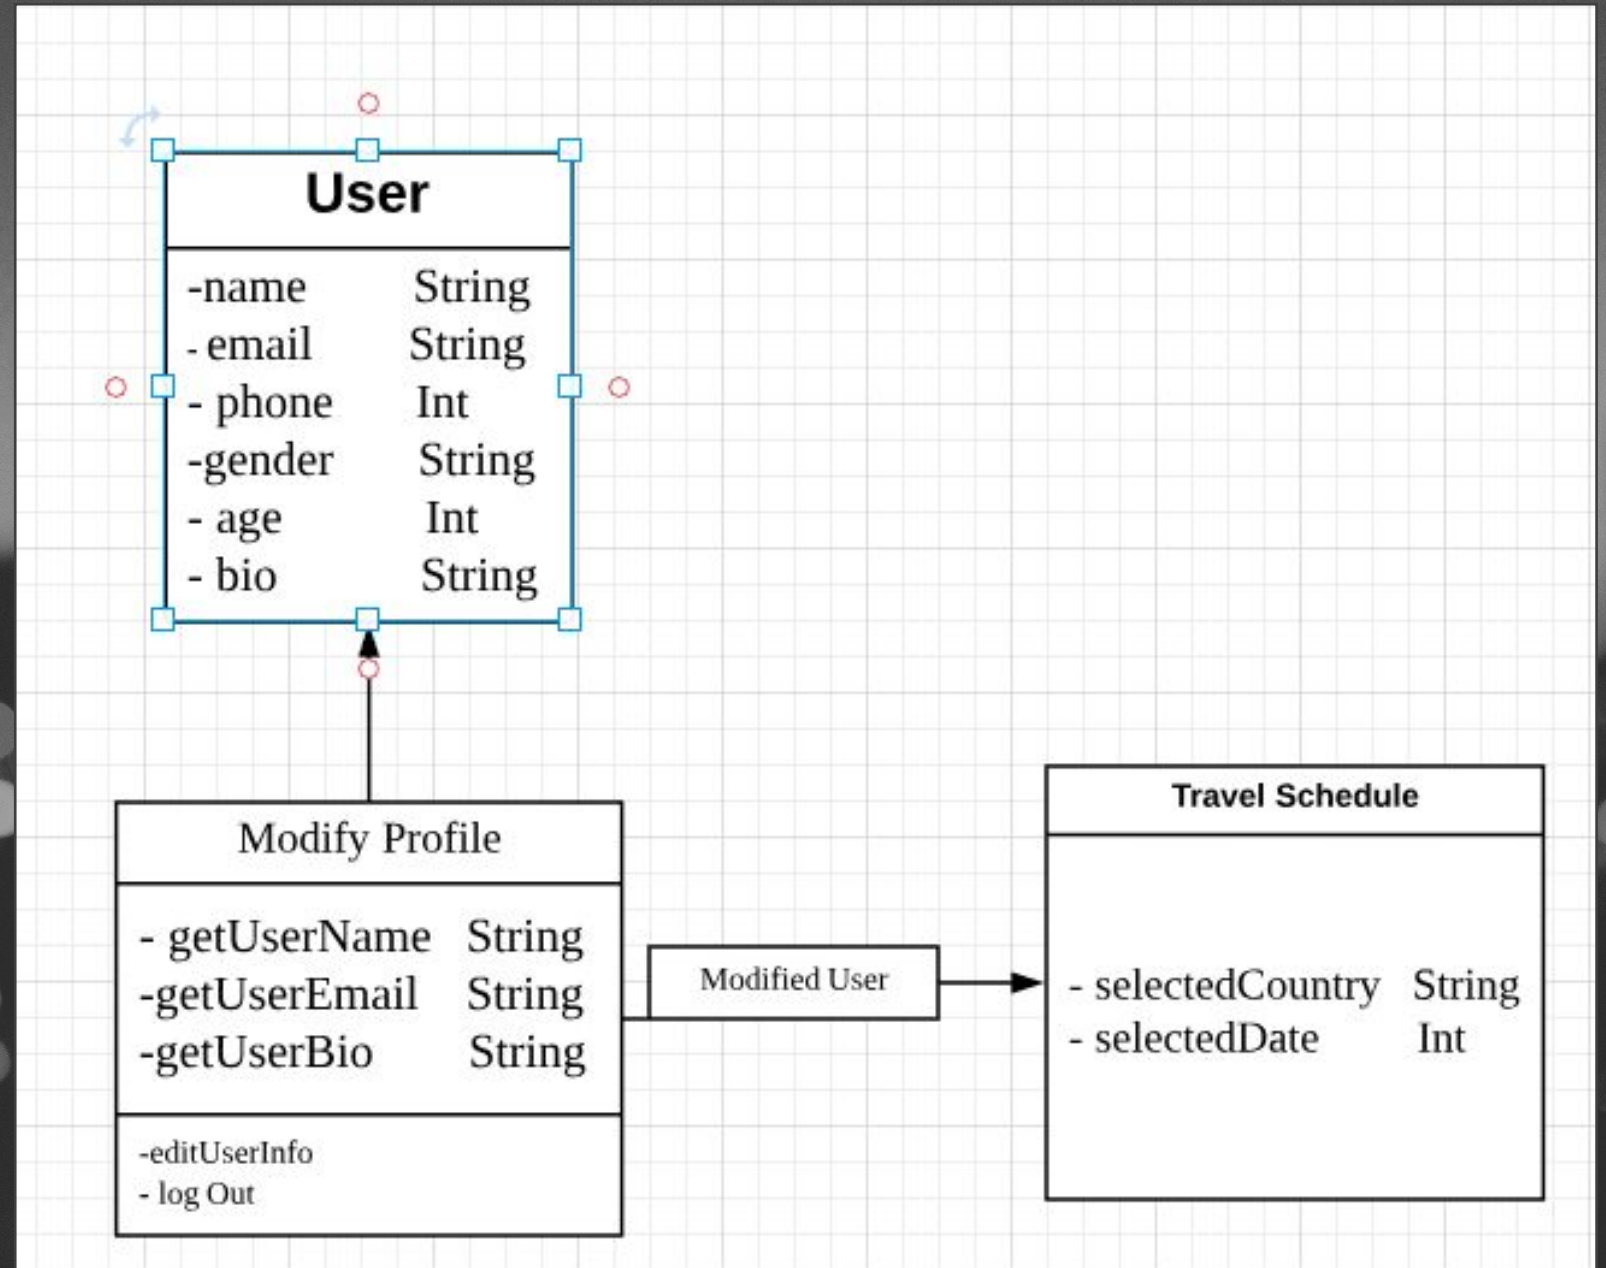 User
-name String
- email String
- phone Int
-gender String
- age Int
- bio String
Modify Profile
- getUserName String
-getUserEmail String
-getUserBio String
-editUserInfo
- log Out
Modified User
Travel Schedule
- selectedCountry String
- selectedDate Int